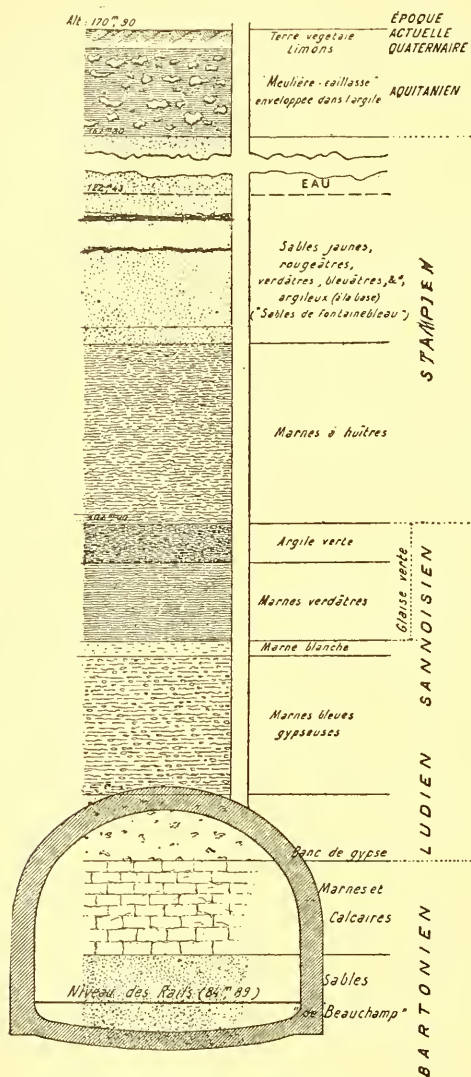 Alt: 170m,90
ÉPOQUE
ACTUELLE
QUATERNAIRE
Terre vegetale
Limons
"Meulière-caillasse"
enveloppée dans l'argile
AQUITANIEN
EAU
122m43
Sables jaunes,
rougeâtres,
verdâtres, bleuâtres, &a,
argileux (à la base)
("Sables de Fontainebleau")
STAMPIEN
Marnes à huîtres
Argile verte
Marnes verdâtres
Glaise verte
SANNOISIEN
Marne blanche
Marnes bleues
gypseuses
LUDIEN
Banc de gypse
Marnes et
Calcaires
Sables
"de Beauchamp"
BARTONIEN
Niveau des Rails (84m,89)